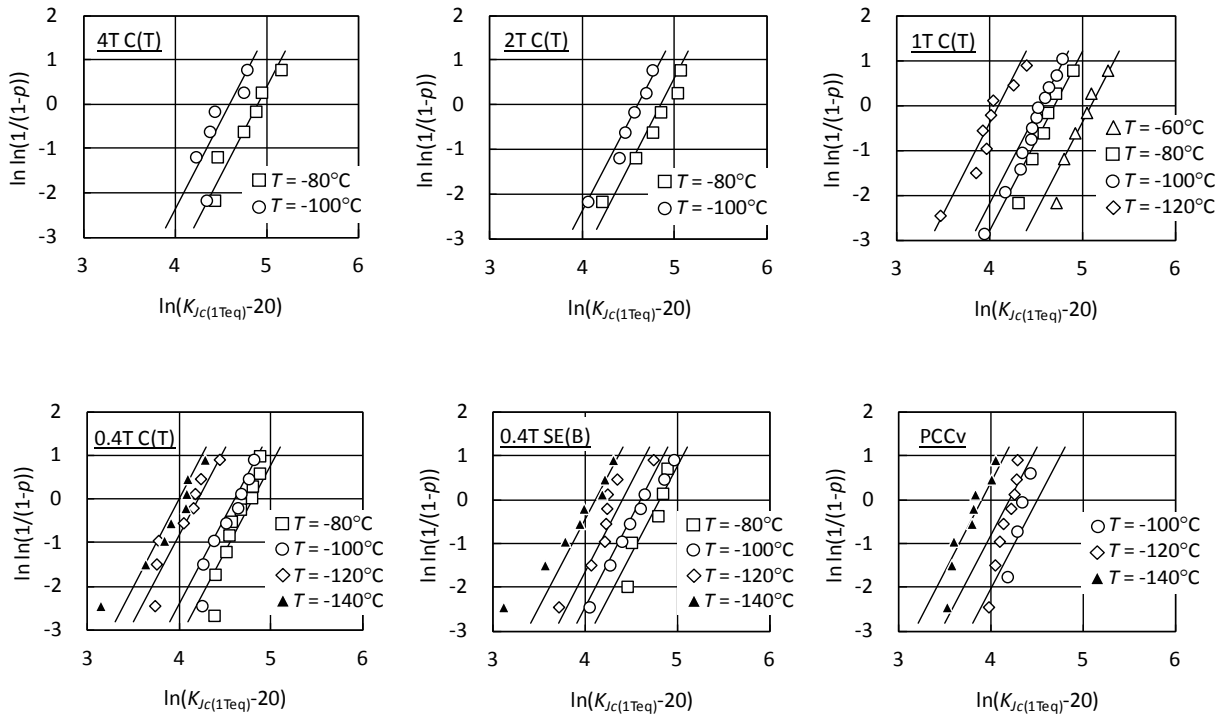 4T C(T)
2
1
0
-1
-2
-3
ln ln(1/(1-p))
T = -80°C
T = -100°C
3 4 5 6
ln(K_Jc(1Teq)-20)
2T C(T)
2
1
0
-1
-2
-3
ln ln(1/(1-p))
T = -80°C
T = -100°C
3 4 5 6
ln(K_Jc(1Teq)-20)
1T C(T)
2
1
0
-1
-2
-3
ln ln(1/(1-p))
T = -60°C
T = -80°C
T = -100°C
T = -120°C
3 4 5 6
ln(K_Jc(1Teq)-20)
0.4T C(T)
2
1
0
-1
-2
-3
ln ln(1/(1-p))
T = -80°C
T = -100°C
T = -120°C
T = -140°C
3 4 5 6
ln(K_Jc(1Teq)-20)
0.4T SE(B)
2
1
0
-1
-2
-3
ln ln(1/(1-p))
T = -80°C
T = -100°C
T = -120°C
T = -140°C
3 4 5 6
ln(K_Jc(1Teq)-20)
PCCv
2
1
0
-1
-2
-3
ln ln(1/(1-p))
T = -100°C
T = -120°C
T = -140°C
3 4 5 6
ln(K_Jc(1Teq)-20)